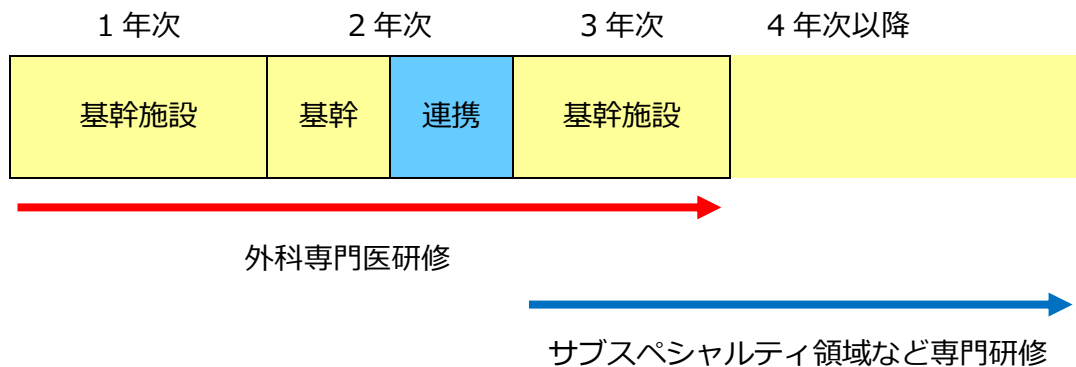 1年次 2年次 3年次 4年次以降
基幹施設 基幹 連携 基幹施設
外科専門医研修
サブスペシャルティ領域など専門研修